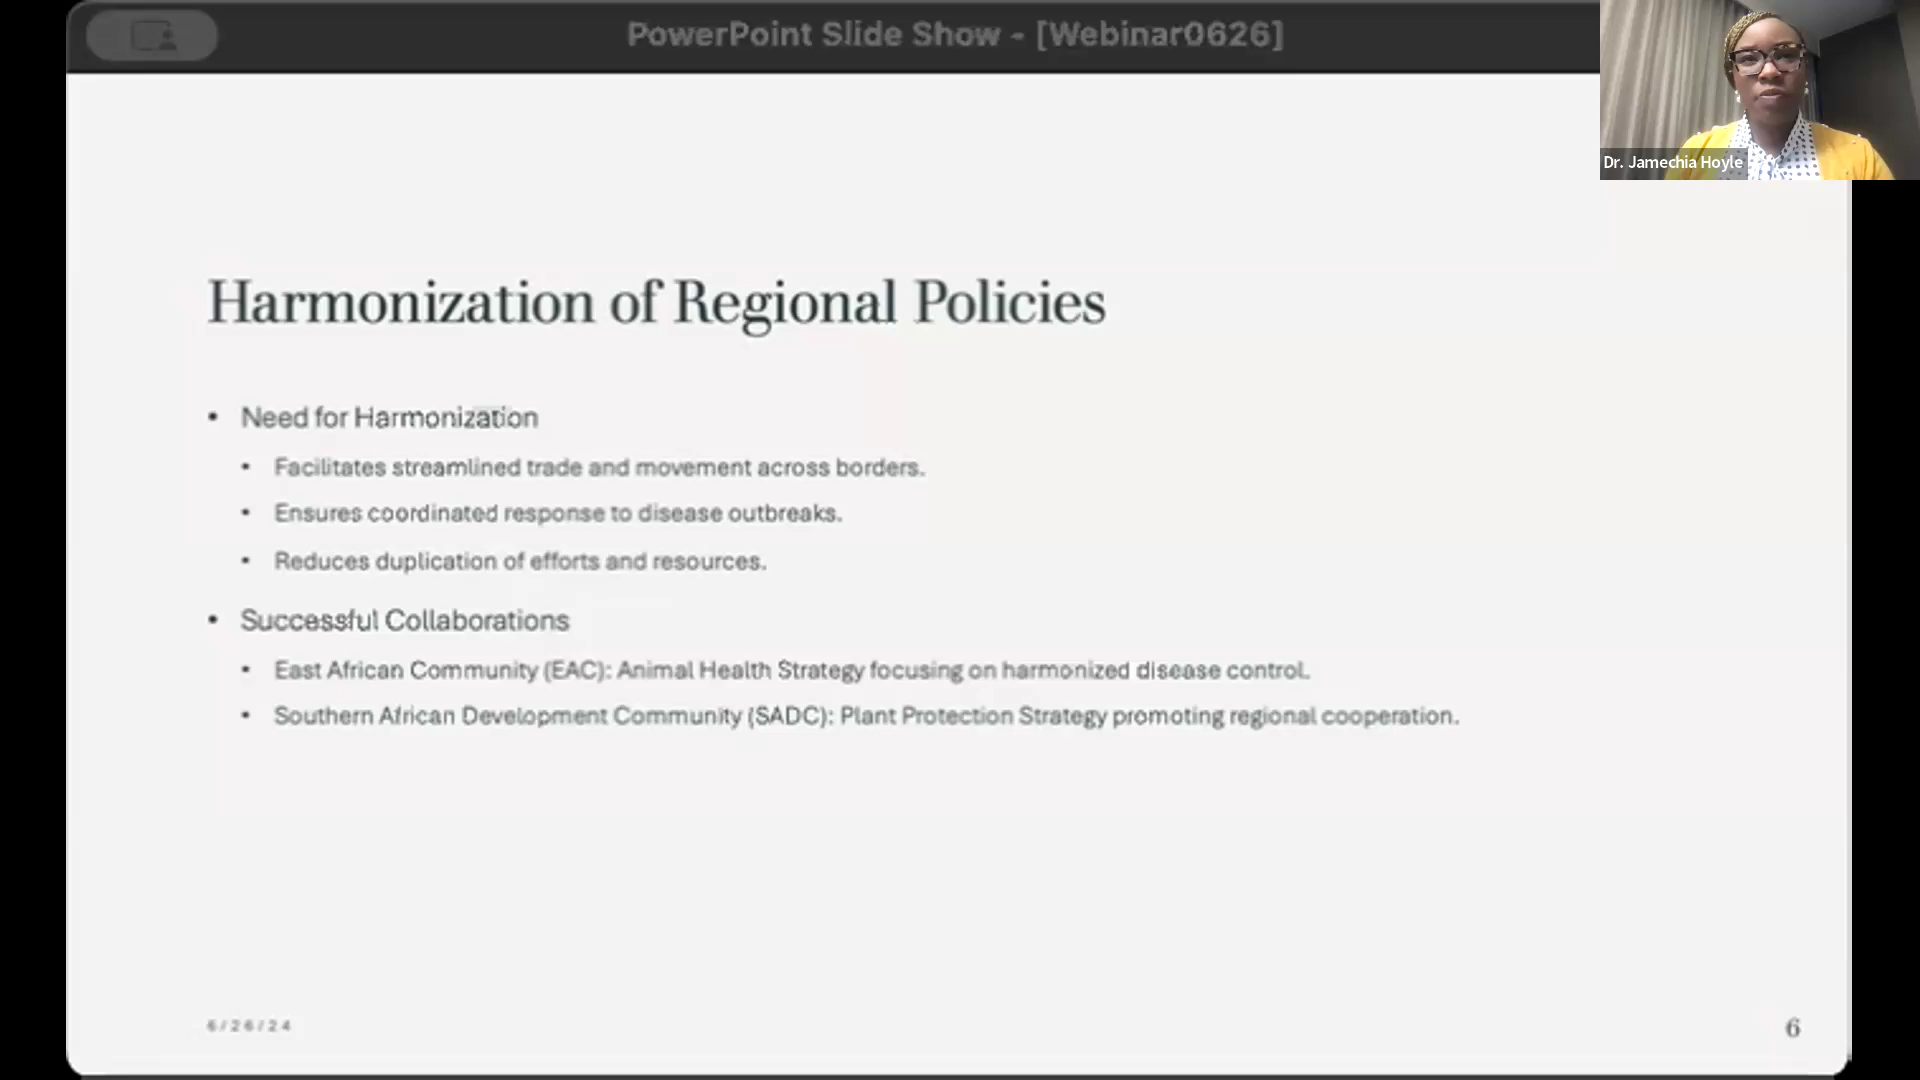 PowerPoint Slide Show - [Webinar0626]
Dr. Jamechia Hoyle
Harmonization of Regional Policies
• Need for Harmonization
• Facilitates streamlined trade and movement across borders.
• Ensures coordinated response to disease outbreaks.
• Reduces duplication of efforts and resources.
• Successful Collaborations
• East African Community (EAC): Animal Health Strategy focusing on harmonized disease control.
• Southern African Development Community (SADC): Plant Protection Strategy promoting regional cooperation.
6/26/24
6